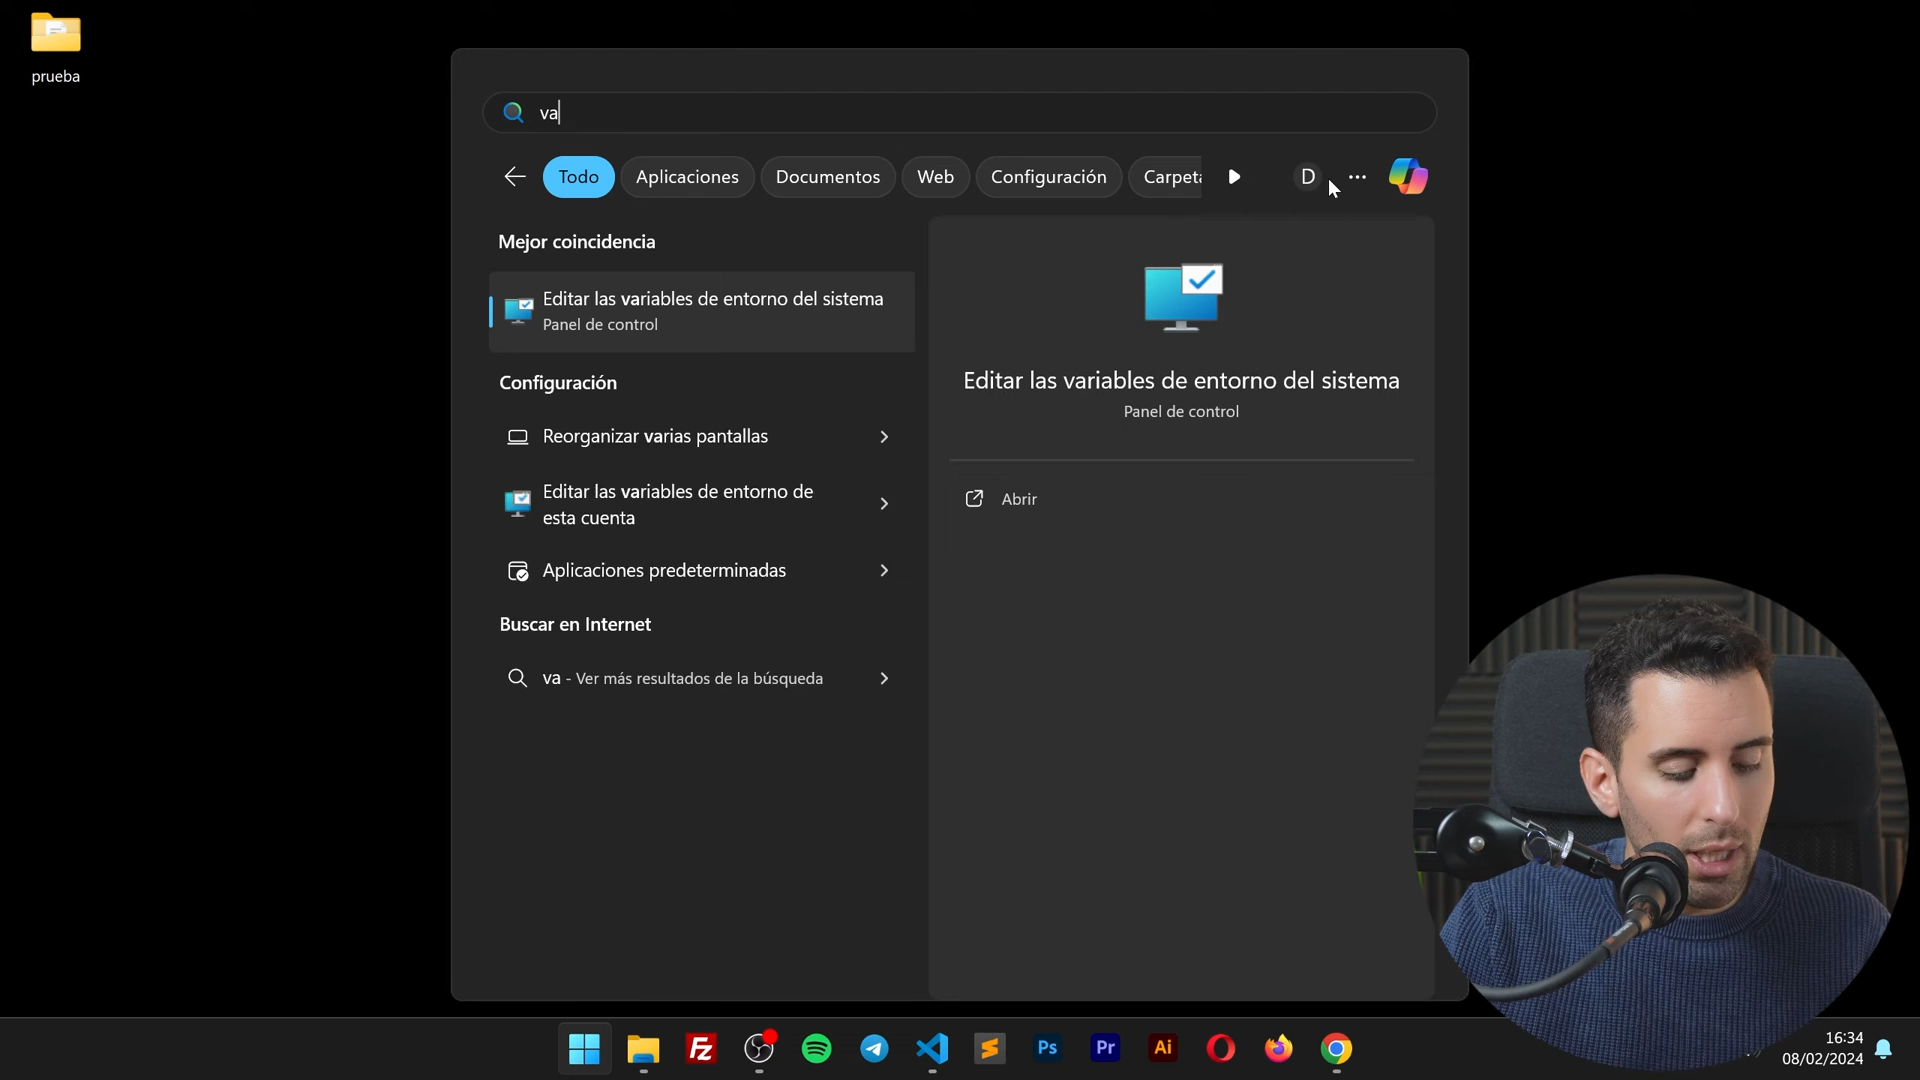 prueba
va
Todo
Aplicaciones
Documentos
Web
Configuración
Carpeta
D
Mejor coincidencia
Editar las variables de entorno del sistema
Panel de control
Configuración
Reorganizar varias pantallas
Editar las variables de entorno de
esta cuenta
Aplicaciones predeterminadas
Buscar en Internet
va - Ver más resultados de la búsqueda
Editar las variables de entorno del sistema
Panel de control
Abrir
Fz
Ps
Pr
Ai
16:34
08/02/2024